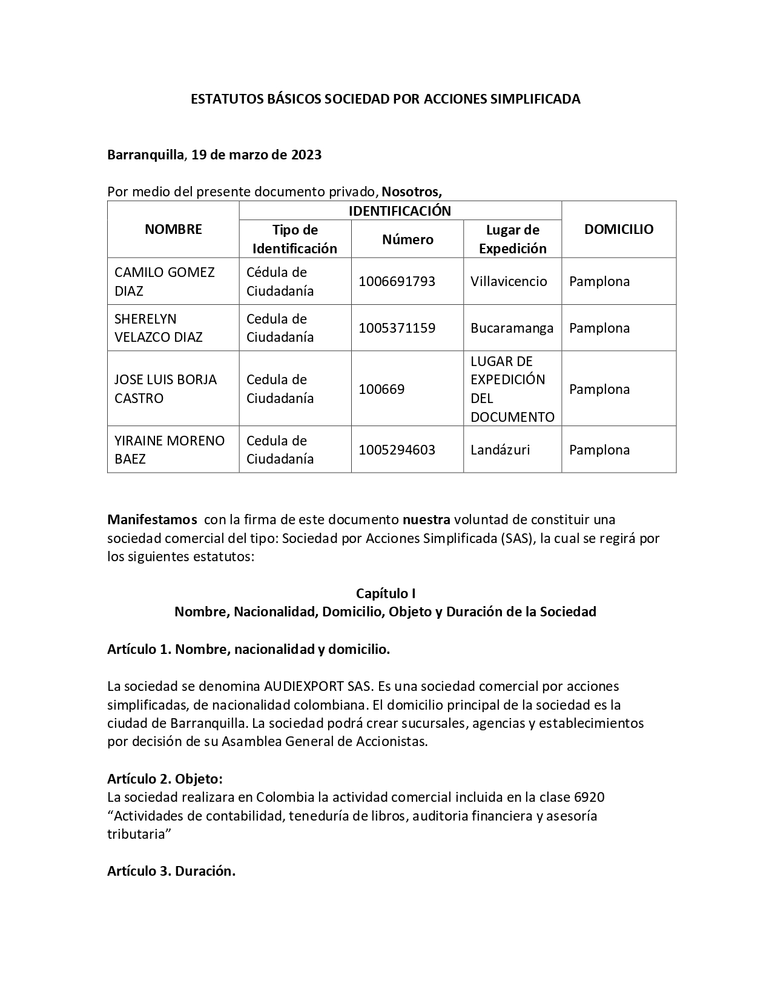 ESTATUTOS BÁSICOS SOCIEDAD POR ACCIONES SIMPLIFICADA
Barranquilla, 19 de marzo de 2023
Por medio del presente documento privado, Nosotros,
NOMBRE
IDENTIFICACIÓN
DOMICILIO
Tipo de
Identificación
Número
Lugar de
Expedición
CAMILO GOMEZ
DIAZ
Cédula de
Ciudadanía
1006691793
Villavicencio
Pamplona
SHERELYN
VELAZCO DIAZ
Cedula de
Ciudadanía
1005371159
Bucaramanga
Pamplona
JOSE LUIS BORJA
CASTRO
Cedula de
Ciudadanía
100669
LUGAR DE
EXPEDICIÓN
DEL
DOCUMENTO
Pamplona
YIRAINE MORENO
BAEZ
Cedula de
Ciudadanía
1005294603
Landázuri
Pamplona
Manifestamos con la firma de este documento nuestra voluntad de constituir una
sociedad comercial del tipo: Sociedad por Acciones Simplificada (SAS), la cual se regirá por
los siguientes estatutos:
Capítulo I
Nombre, Nacionalidad, Domicilio, Objeto y Duración de la Sociedad
Artículo 1. Nombre, nacionalidad y domicilio.
La sociedad se denomina AUDIEXPORT SAS. Es una sociedad comercial por acciones
simplificadas, de nacionalidad colombiana. El domicilio principal de la sociedad es la
ciudad de Barranquilla. La sociedad podrá crear sucursales, agencias y establecimientos
por decisión de su Asamblea General de Accionistas.
Artículo 2. Objeto:
La sociedad realizara en Colombia la actividad comercial incluida en la clase 6920
“Actividades de contabilidad, teneduría de libros, auditoria financiera y asesoría
tributaria”
Artículo 3. Duración.